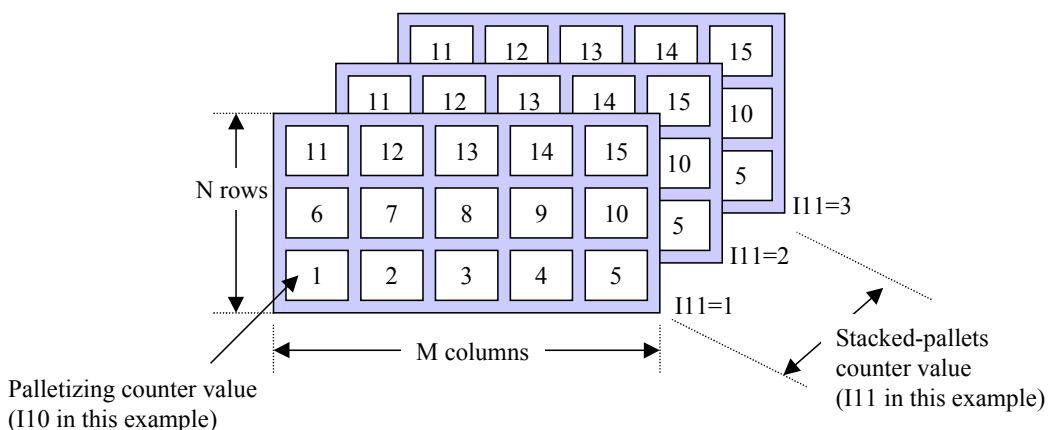 11 12 13 14 15
11 12 13 14 15
10
11 12 13 14 15
10
5
N rows
6 7 8 9 10
I11=3
5
I11=2
1 2 3 4 5
I11=1
M columns
Stacked-pallets
counter value
(I11 in this example)
Palletizing counter value
(I10 in this example)